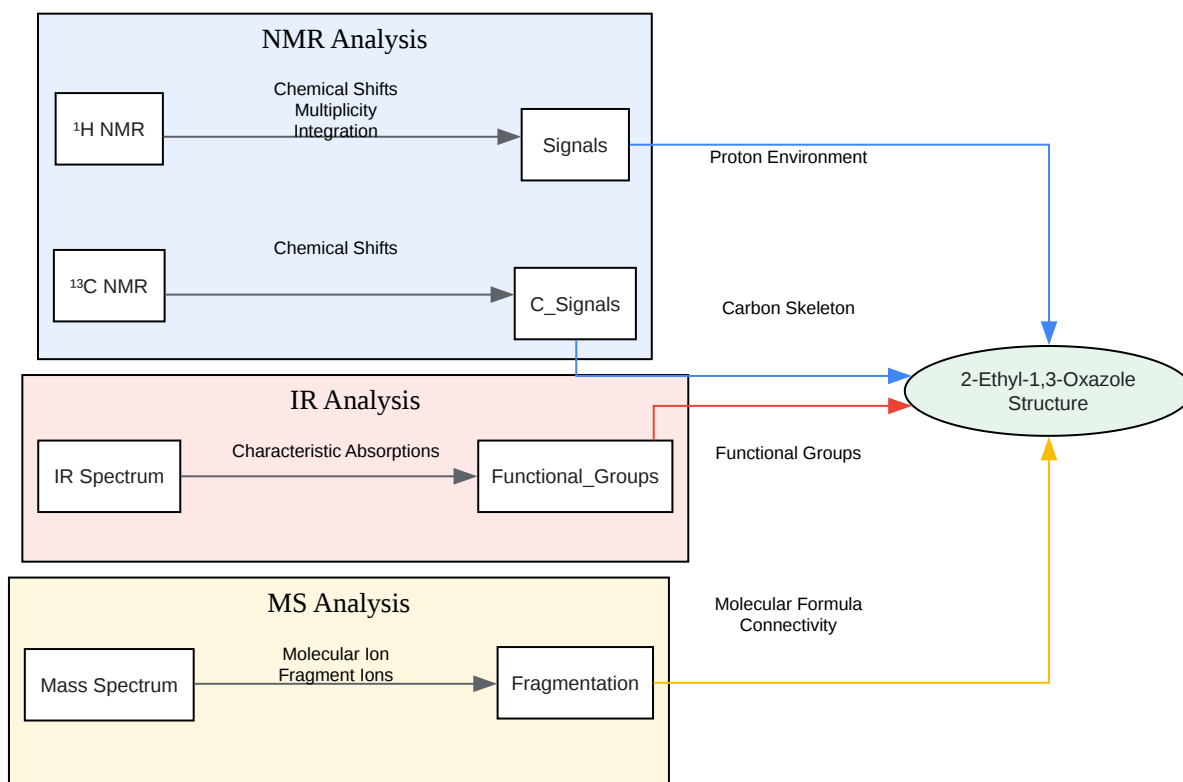 NMR Analysis
¹H NMR
Chemical Shifts
Multiplicity
Integration
Signals
Proton Environment
¹³C NMR
Chemical Shifts
C_Signals
Carbon Skeleton
2-Ethyl-1,3-Oxazole
Structure
IR Analysis
IR Spectrum
Characteristic Absorptions
Functional_Groups
Functional Groups
MS Analysis
Mass Spectrum
Molecular Ion
Fragment Ions
Fragmentation
Molecular Formula
Connectivity